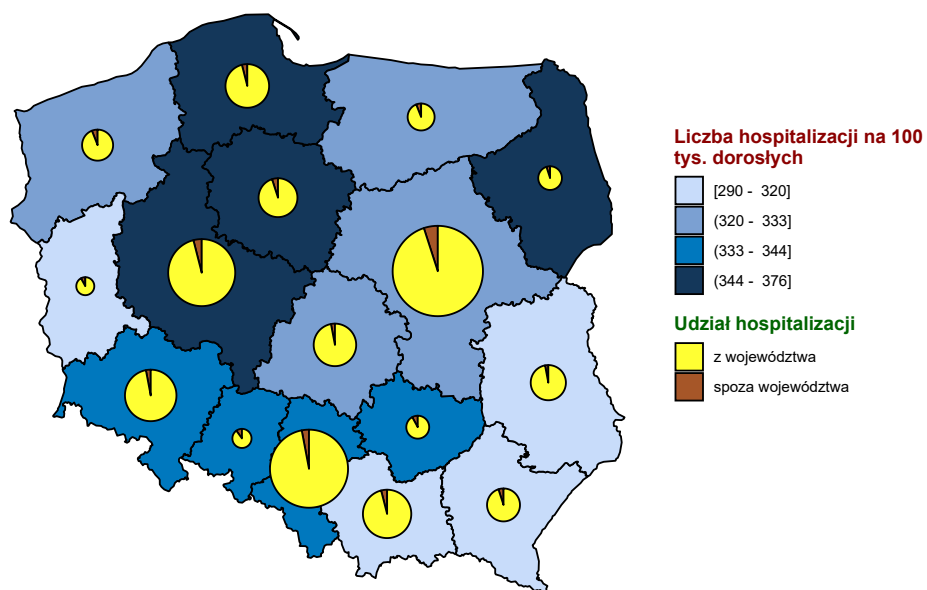 Liczba hospitalizacji na 100
tys. dorosłych
[290 - 320]
(320 - 333]
(333 - 344]
(344 - 376]
Udział hospitalizacji
z województwa
spoza województwa